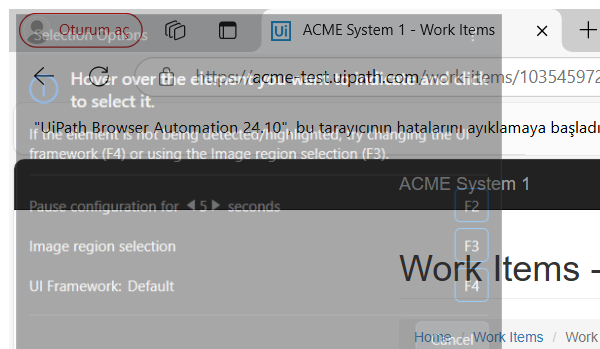 Oturum aç
ACME System 1 - Work Items
Selection Options
https://acme-test.uipath.com/work-items/103545972
Hover over the element you want to indicate and click
to select it.
"UiPath Browser Automation 24.10", bu tarayıcının hatalarını ayıklamaya başladı
If the element is not being detected/highlighted, try changing the UI
framework (F4) or using the Image region selection (F3).
ACME System 1
Pause configuration for 5 seconds
F2
Image region selection
F3
Work Items -
UI Framework: Default
F4
Cancel
Home / Work Items / Work